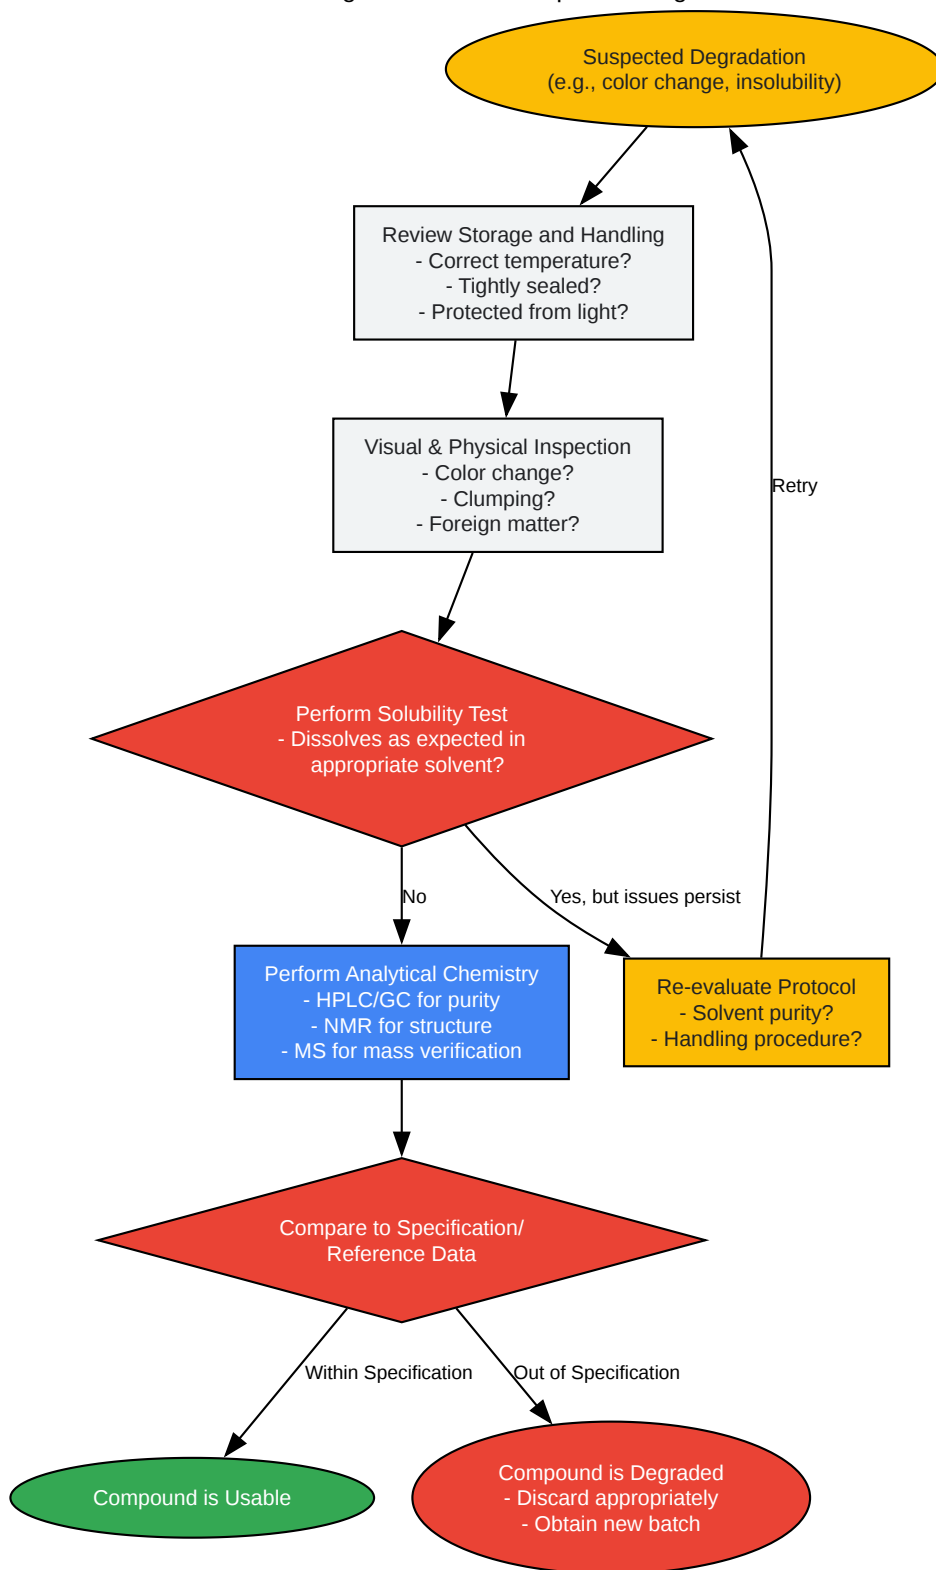 Suspected Degradation
(e.g., color change, insolubility)
Review Storage and Handling
- Correct temperature?
- Tightly sealed?
- Protected from light?
Visual & Physical Inspection
- Color change?
- Clumping?
- Foreign matter?
Retry
Perform Solubility Test
- Dissolves as expected in
appropriate solvent?
No
Yes, but issues persist
Perform Analytical Chemistry
- HPLC/GC for purity
- NMR for structure
- MS for mass verification
Re-evaluate Protocol
- Solvent purity?
- Handling procedure?
Compare to Specification/
Reference Data
Within Specification
Out of Specification
Compound is Usable
Compound is Degraded
- Discard appropriately
- Obtain new batch